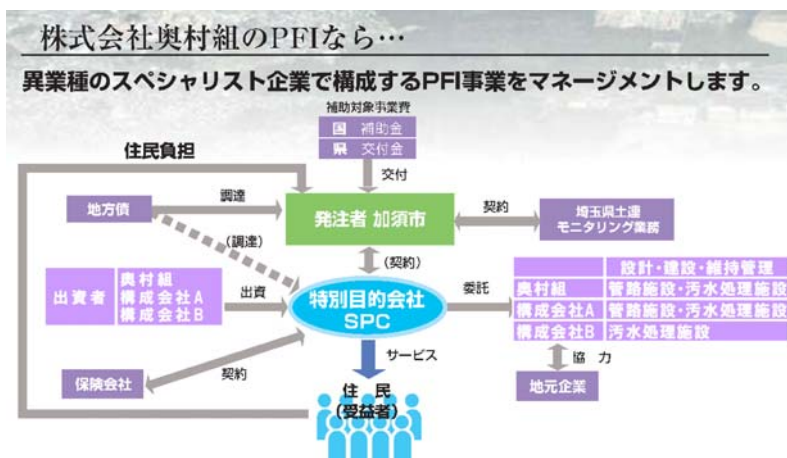 株式会社奥村組のPFIなら…
異業種のスペシャリスト企業で構成するPFI事業をマネージメントします。
補助対象事業費
国 補助金
県 交付金
交付
住民負担
地方債
調達
(調達)
発注者 加須市
契約
埼玉県土連
モニタリング業務
(契約)
出資者
奥村組
構成会社A
構成会社B
出資
特別目的会社
SPC
委託
設計・建設・維持管理
奥村組 管路施設・汚水処理施設
構成会社A 管路施設・汚水処理施設
構成会社B 汚水処理施設
協 力
地元企業
保険会社
契約
サービス
住 民
(受益者)